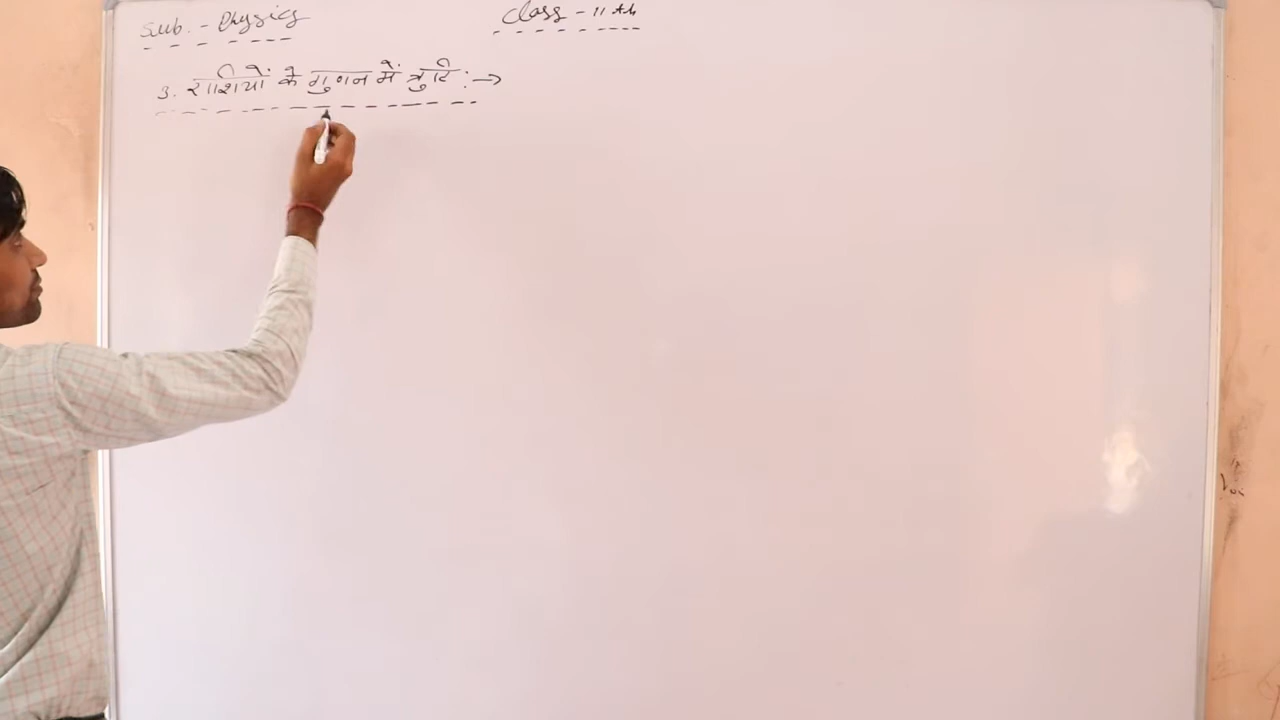 Sub. - Physics
Class - 11th
3. राशियों के गुणन में त्रुटि :→